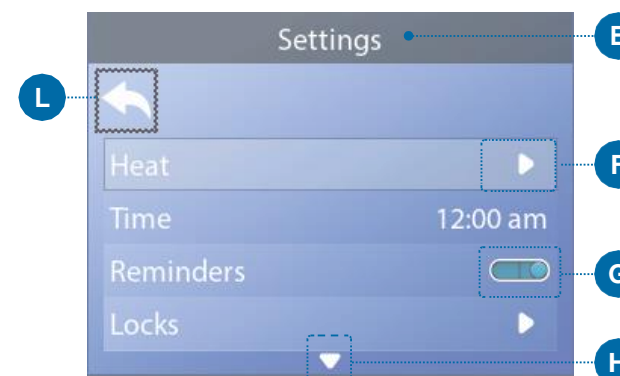 Settings
E
L
Heat
F
Time 12:00 am
Reminders
G
Locks
H